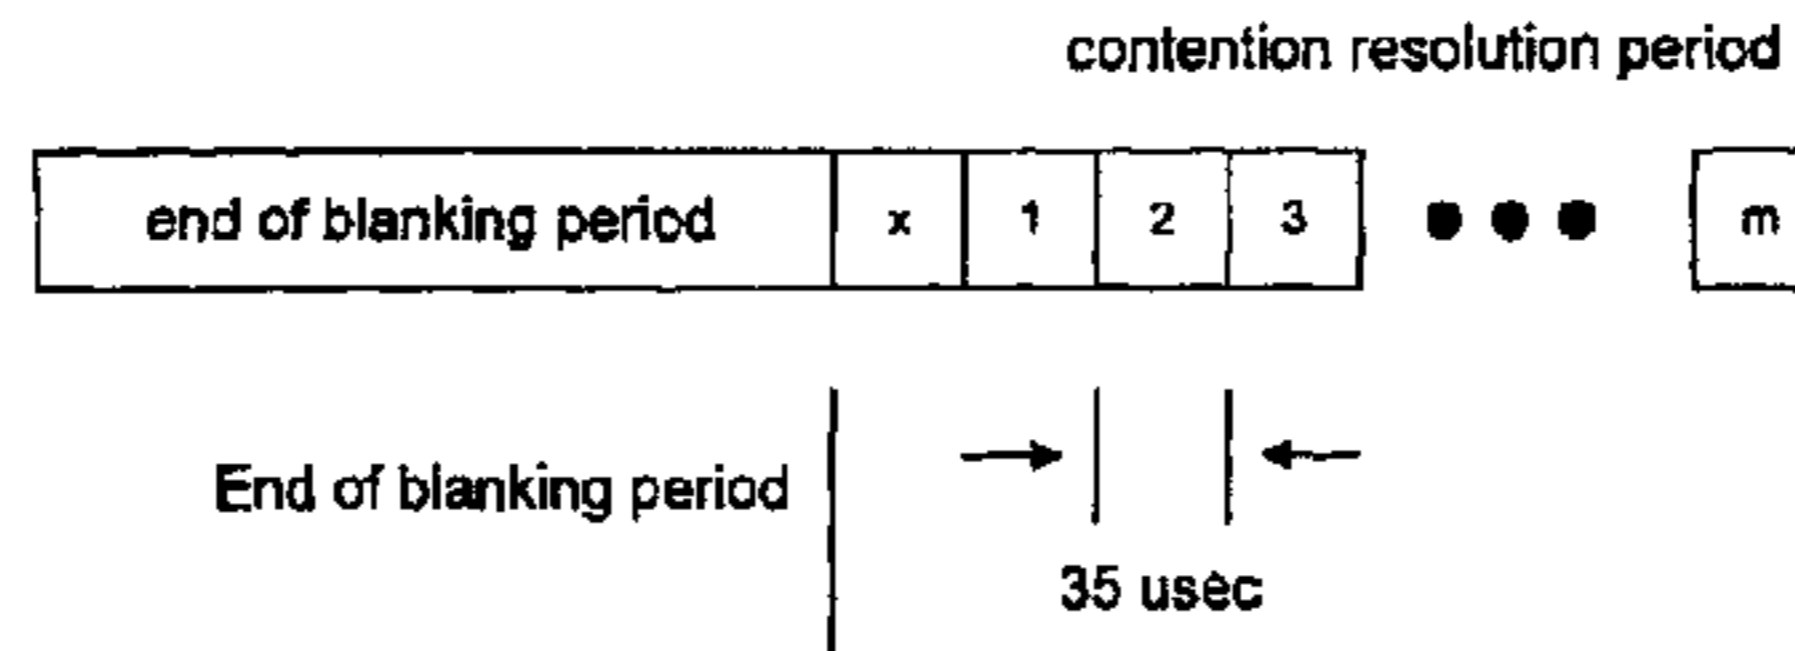 contention resolution period
end of blanking period x 1 2 3 m
End of blanking period
35 usec